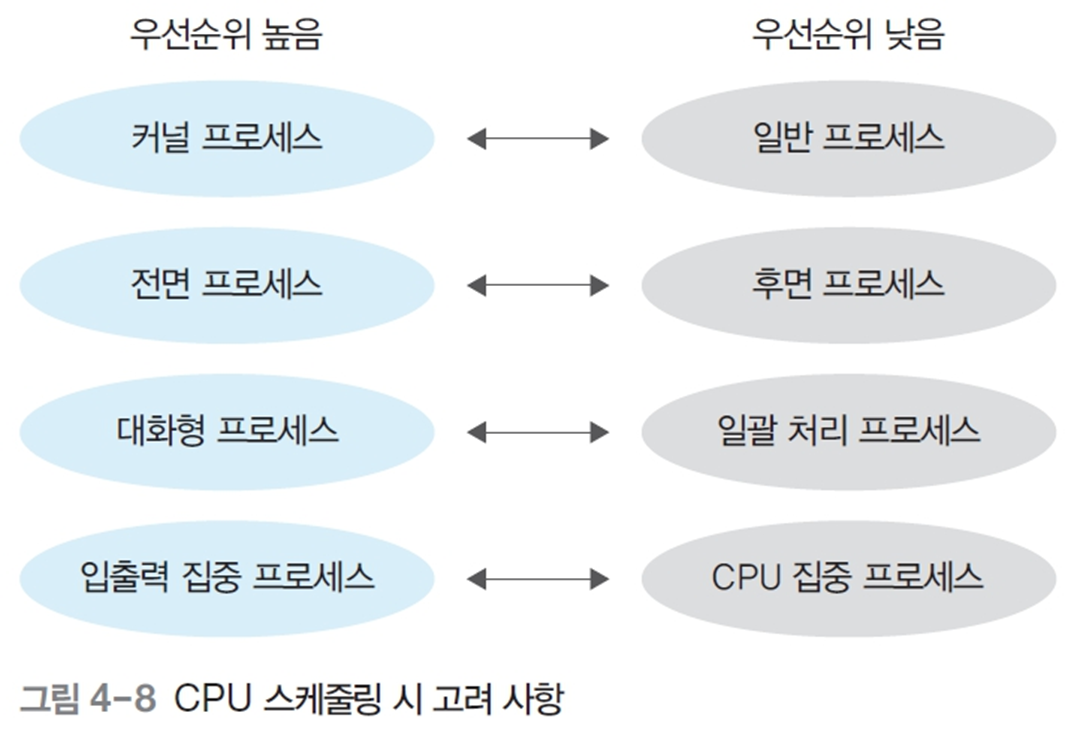 우선순위 높음 우선순위 낮음
커널 프로세스 일반 프로세스
전면 프로세스 후면 프로세스
대화형 프로세스 일괄 처리 프로세스
입출력 집중 프로세스 CPU 집중 프로세스
그림 4-8 CPU 스케줄링 시 고려 사항